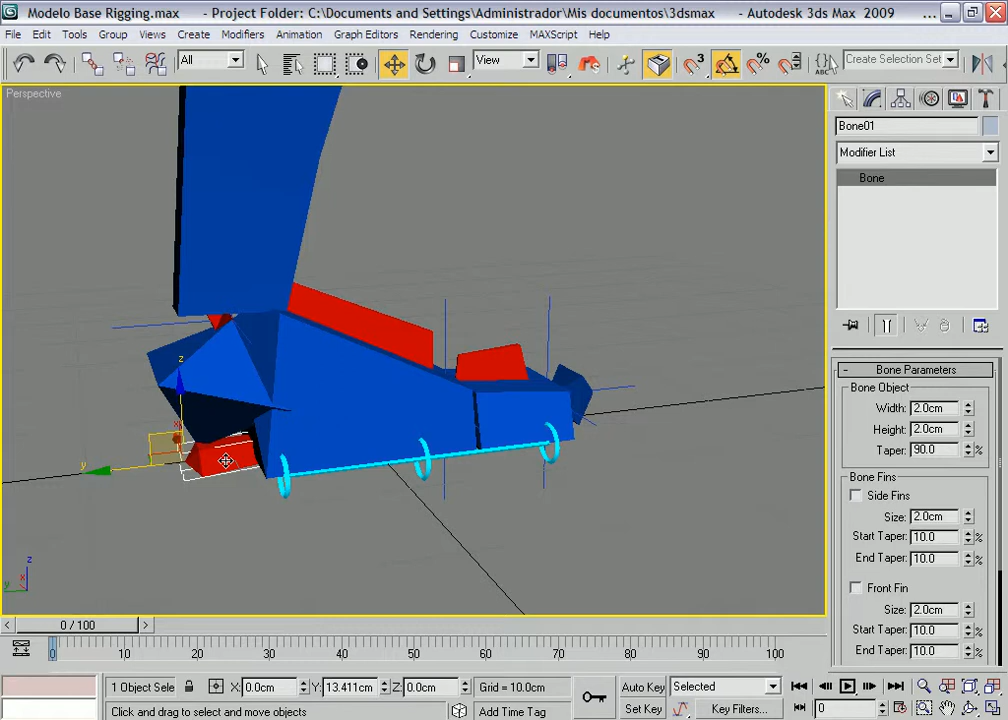 Modelo Base Rigging.max - Project Folder: C:\Documents and Settings\Administrador\Mis documentos\3dsmax - Autodesk 3ds Max 2009 ...
File Edit Tools Group Views Create Modifiers Animation Graph Editors Rendering Customize MAXScript Help
All View 3 % ABC Create Selection Set
Perspective
Bone01
Modifier List
Bone
Bone Parameters
Bone Object
Width: 2.0cm
Height: 2.0cm
Taper: 90.0
Bone Fins
Side Fins
Size: 2.0cm
Start Taper: 10.0 %
End Taper: 10.0 %
Front Fin
Size: 2.0cm
Start Taper: 10.0 %
End Taper: 10.0 %
z
y
z
x
y
< 0 / 100 >
0 10 20 30 40 50 60 70 80 90 100
1 Object Sele X: 0.0cm Y: 13.411cm Z: 0.0cm Grid = 10.0cm Auto Key Selected
Click and drag to select and move objects Add Time Tag Set Key Key Filters... 0